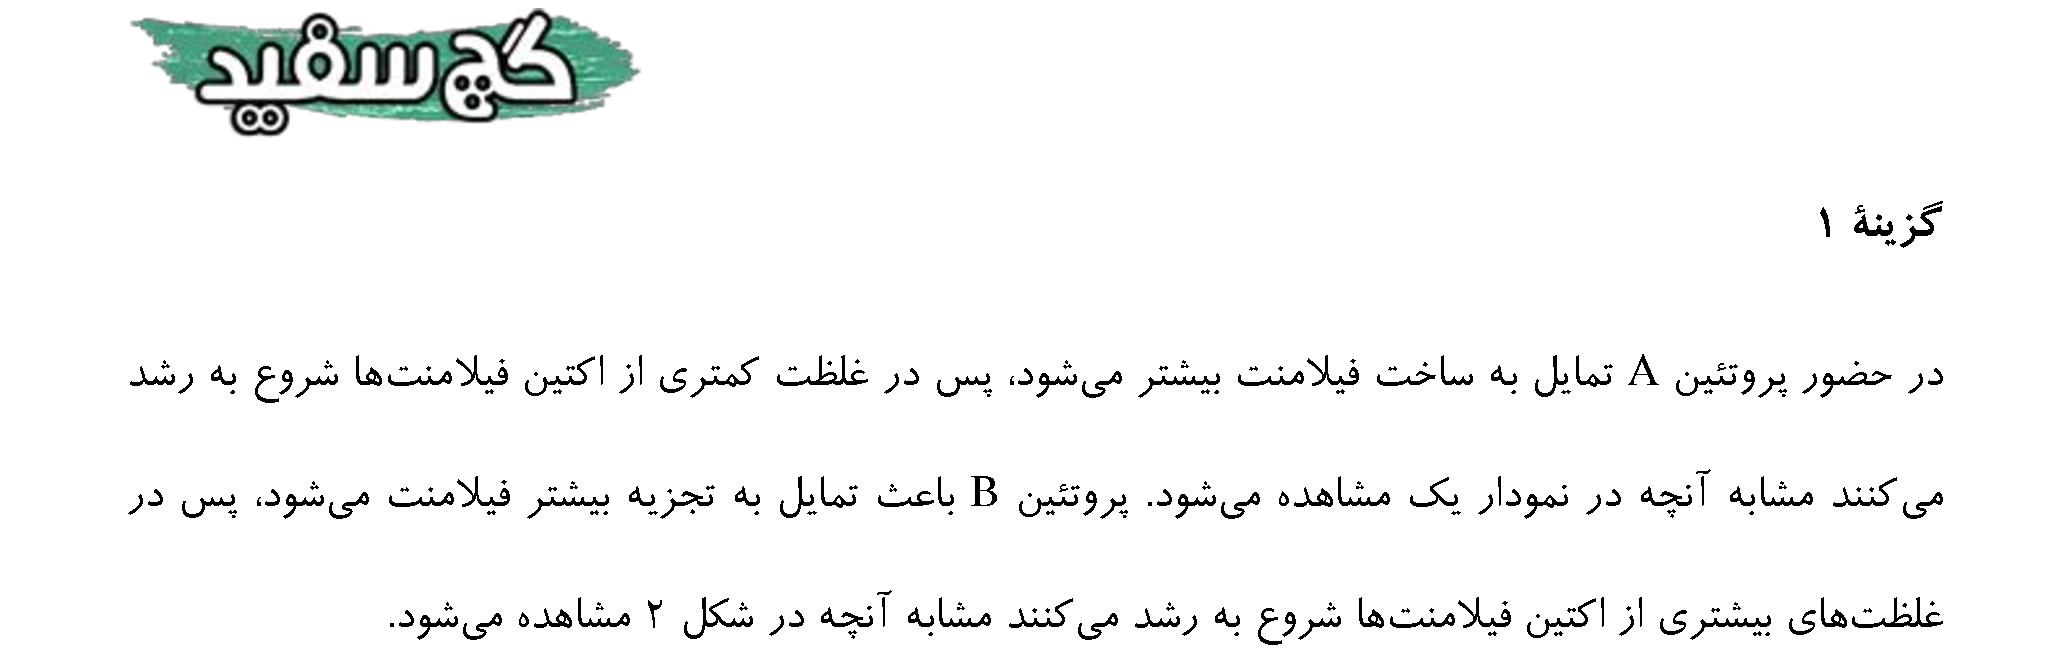 گچ سفید
گزینهٔ ۱
در حضور پروتئین A تمایل به ساخت فیلامنت بیشتر می‌شود، پس در غلظت کمتری از اکتین فیلامنت‌ها شروع به رشد
می‌کنند مشابه آنچه در نمودار یک مشاهده می‌شود. پروتئین B باعث تمایل به تجزیه بیشتر فیلامنت می‌شود، پس در
غلظت‌های بیشتری از اکتین فیلامنت‌ها شروع به رشد می‌کنند مشابه آنچه در شکل ۲ مشاهده می‌شود.